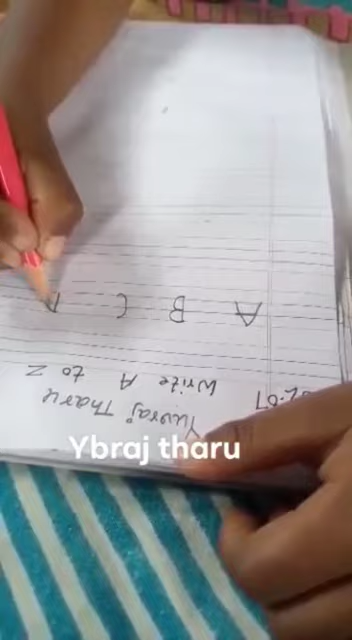 Yuvraj Tharu
Write A to Z
A B C
Ybraj tharu